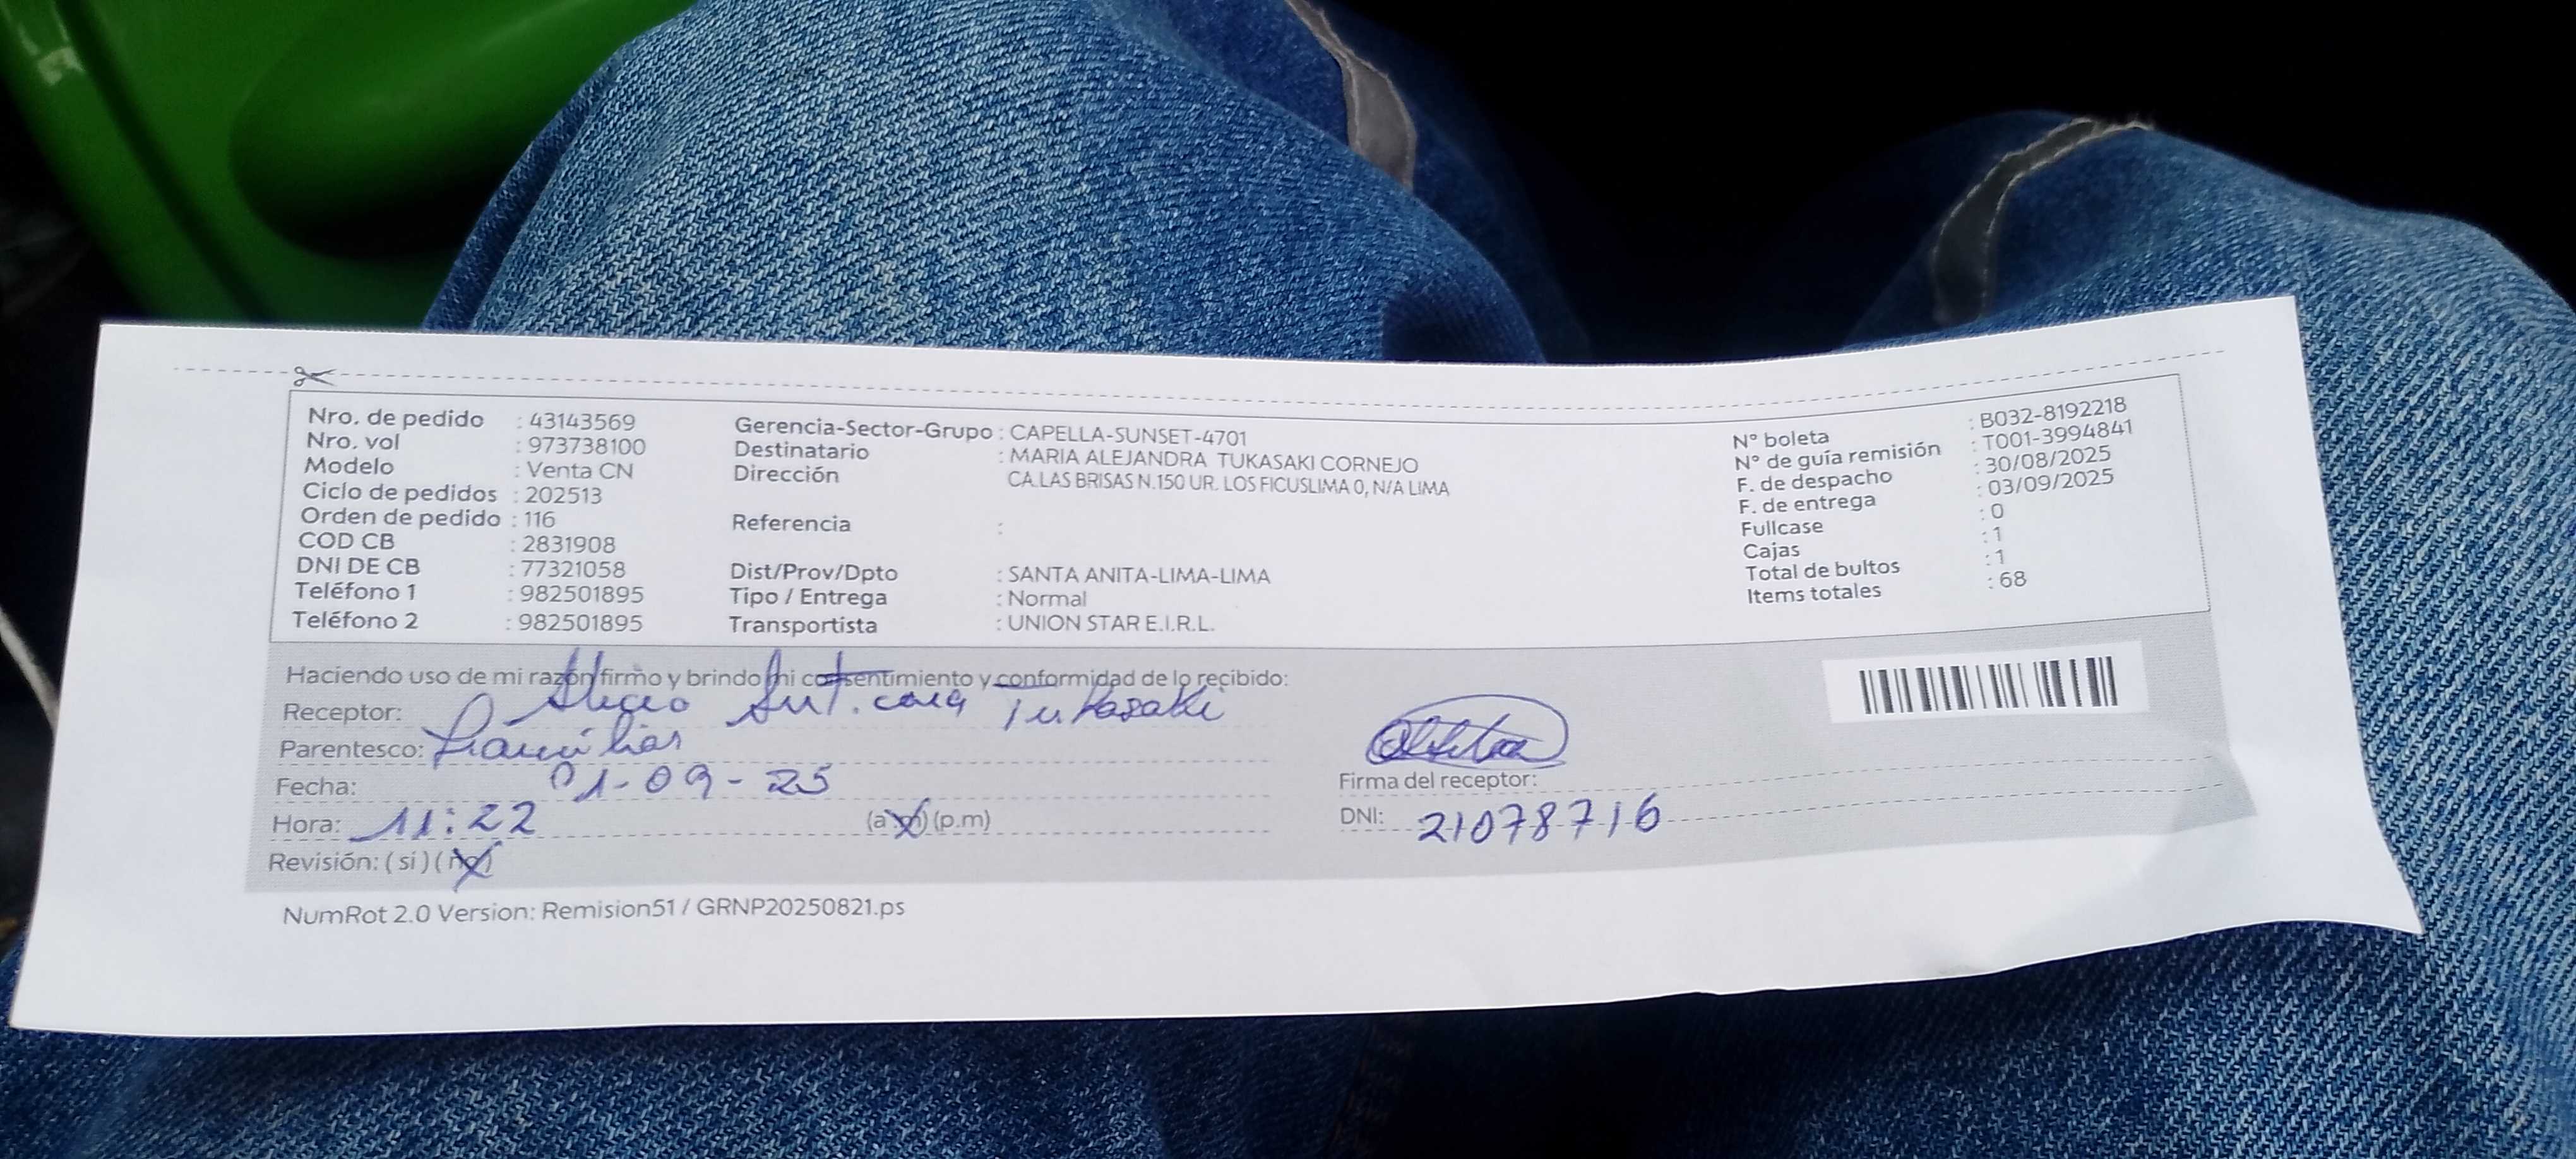 Nro. de pedido : 43143569
Nro. vol : 973738100
Modelo : Venta CN
Ciclo de pedidos : 202513
Orden de pedido : 116
COD CB : 2831908
DNI DE CB : 77321058
Teléfono 1 : 982501895
Teléfono 2 : 982501895
Gerencia-Sector-Grupo : CAPELLA-SUNSET-4701
Destinatario : MARIA ALEJANDRA TUKASAKI CORNEJO
Dirección CA.LAS BRISAS N.150 UR. LOS FICUSLIMA 0, N/A LIMA
Referencia :
Dist/Prov/Dpto : SANTA ANITA-LIMA-LIMA
Tipo / Entrega : Normal
Transportista : UNION STAR E.I.R.L.
N° boleta : B032-8192218
N° de guía remisión : T001-3994841
F. de despacho : 30/08/2025
F. de entrega : 03/09/2025
Fullcase : 0
Cajas : 1
Total de bultos : 1
Items totales : 68
Haciendo uso de mi razón firmo y brindo mi consentimiento y conformidad de lo recibido:
Receptor: Tukasaki
Parentesco: Familiar
Fecha: 01-09-25
Hora: 11:22 (a.m) (p.m)
Revisión: (si) (no)
Firma del receptor:
DNI: 21078716
NumRot 2.0 Version: Remision51 / GRNP20250821.ps